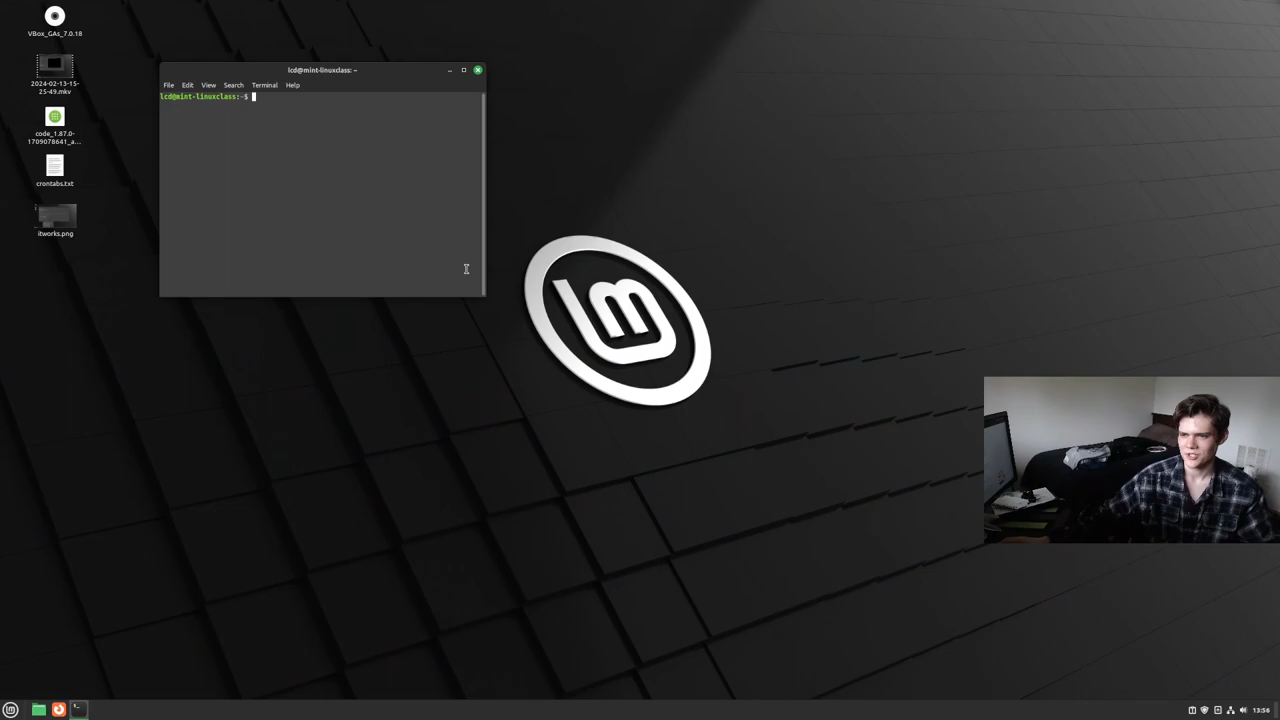 VBox_GAs_7.0.18
2024-02-13-15-
25-49.mkv
code_1.87.0-
1709078641_a...
crontabs.txt
itworks.png
lcd@mint-linuxclass: ~
File Edit View Search Terminal Help
lcd@mint-linuxclass:~$
lm
13:56